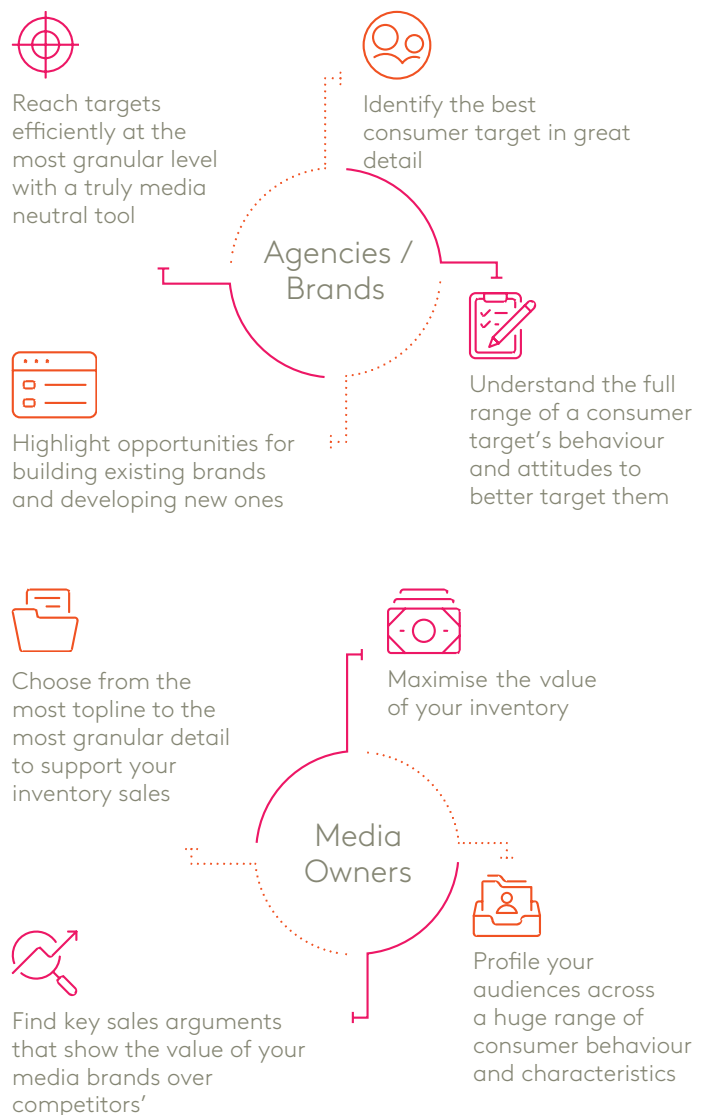 Reach targets
efficiently at the
most granular level
with a truly media
neutral tool
Identify the best
consumer target in great
detail
Agencies /
Brands
Highlight opportunities for
building existing brands
and developing new ones
Understand the full
range of a consumer
target's behaviour
and attitudes to
better target them
Choose from the
most topline to the
most granular detail
to support your
inventory sales
Maximise the value
of your inventory
Media
Owners
Find key sales arguments
that show the value of your
media brands over
competitors'
Profile your
audiences across
a huge range of
consumer behaviour
and characteristics